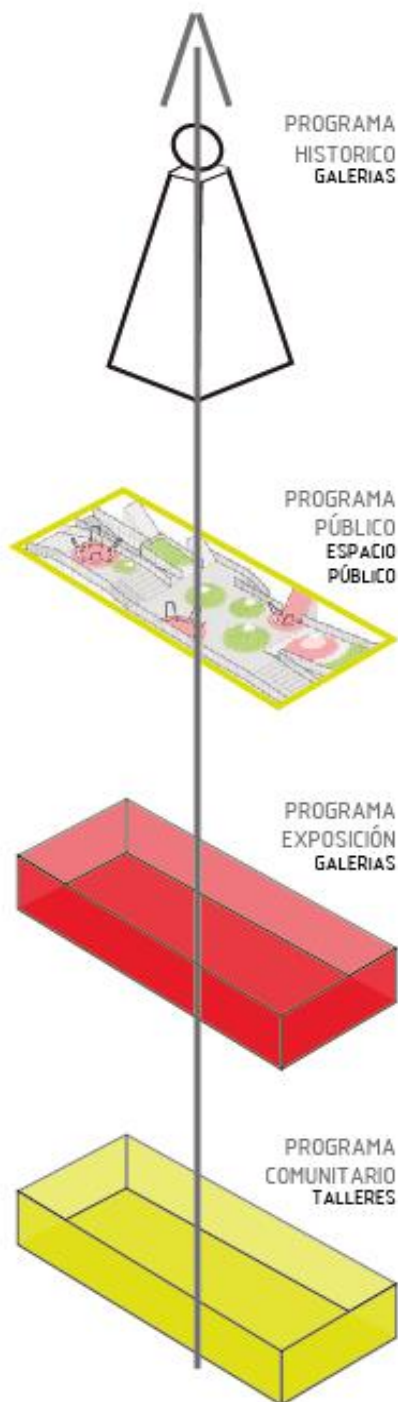 PROGRAMA
HISTORICO
GALERIAS
PROGRAMA
PÚBLICO
ESPACIO
PÚBLICO
PROGRAMA
EXPOSICIÓN
GALERIAS
PROGRAMA
COMUNITARIO
TALLERES